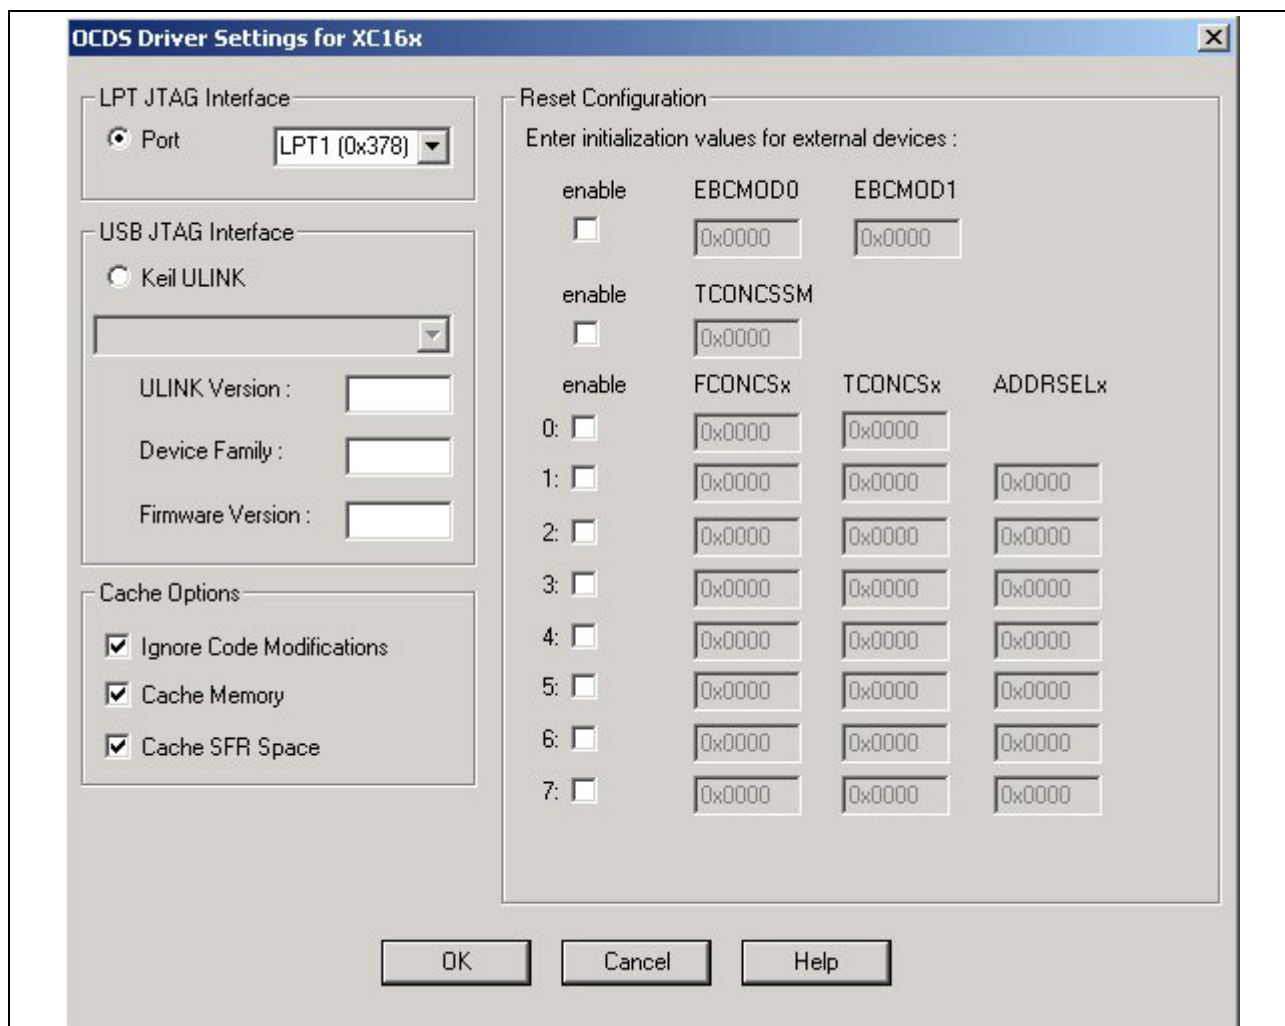 OCDS Driver Settings for XC16x
LPT JTAG Interface
Port
LPT1 (0x378)
USB JTAG Interface
Keil ULINK
ULINK Version :
Device Family :
Firmware Version :
Cache Options
Ignore Code Modifications
Cache Memory
Cache SFR Space
Reset Configuration
Enter initialization values for external devices :
enable EBCMOD0 EBCMOD1
0x0000 0x0000
enable TCONCSSM
0x0000
enable FCONCSx TCONCSx ADDRSELx
0: 0x0000 0x0000
1: 0x0000 0x0000 0x0000
2: 0x0000 0x0000 0x0000
3: 0x0000 0x0000 0x0000
4: 0x0000 0x0000 0x0000
5: 0x0000 0x0000 0x0000
6: 0x0000 0x0000 0x0000
7: 0x0000 0x0000 0x0000
OK Cancel Help